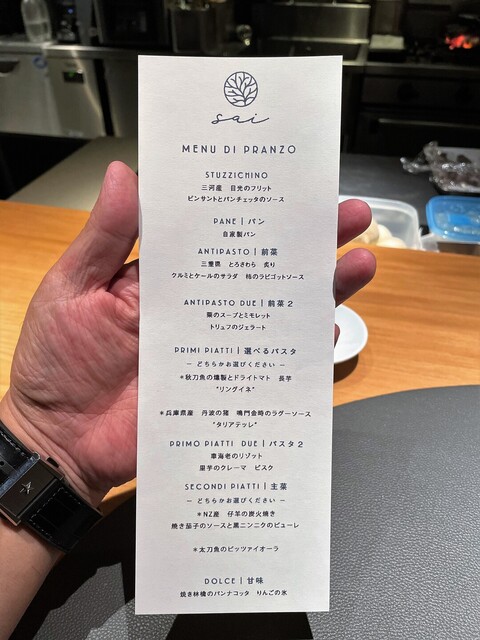 sai
MENU DI PRANZO
STUZZICHINO
三河産 目光のフリット
ビンサントとパンチェッタのソース
PANE | パン
自家製パン
ANTIPASTO | 前菜
三重県 とろさわら 炙り
クルミとケールのサラダ 柿のラビゴットソース
ANTIPASTO DUE | 前菜2
栗のスープとミモレット
トリュフのジェラート
PRIMI PIATTI | 選べるパスタ
ー どちらかお選びください ー
*秋刀魚の燻製とドライトマト 長芋
"リングイネ"
*兵庫県産 丹波の猪 鳴門金時のラグーソース
"タリアテッレ"
PRIMO PIATTI DUE | パスタ2
車海老のリゾット
里芋のクレーマ ビスク
SECONDI PIATTI | 主菜
ー どちらかお選びください ー
*NZ産 仔羊の炭火焼き
焼き茄子のソースと黒ニンニクのピューレ
*太刀魚のピッツァイオーラ
DOLCE | 甘味
焼き林檎のパンナコッタ りんごの氷